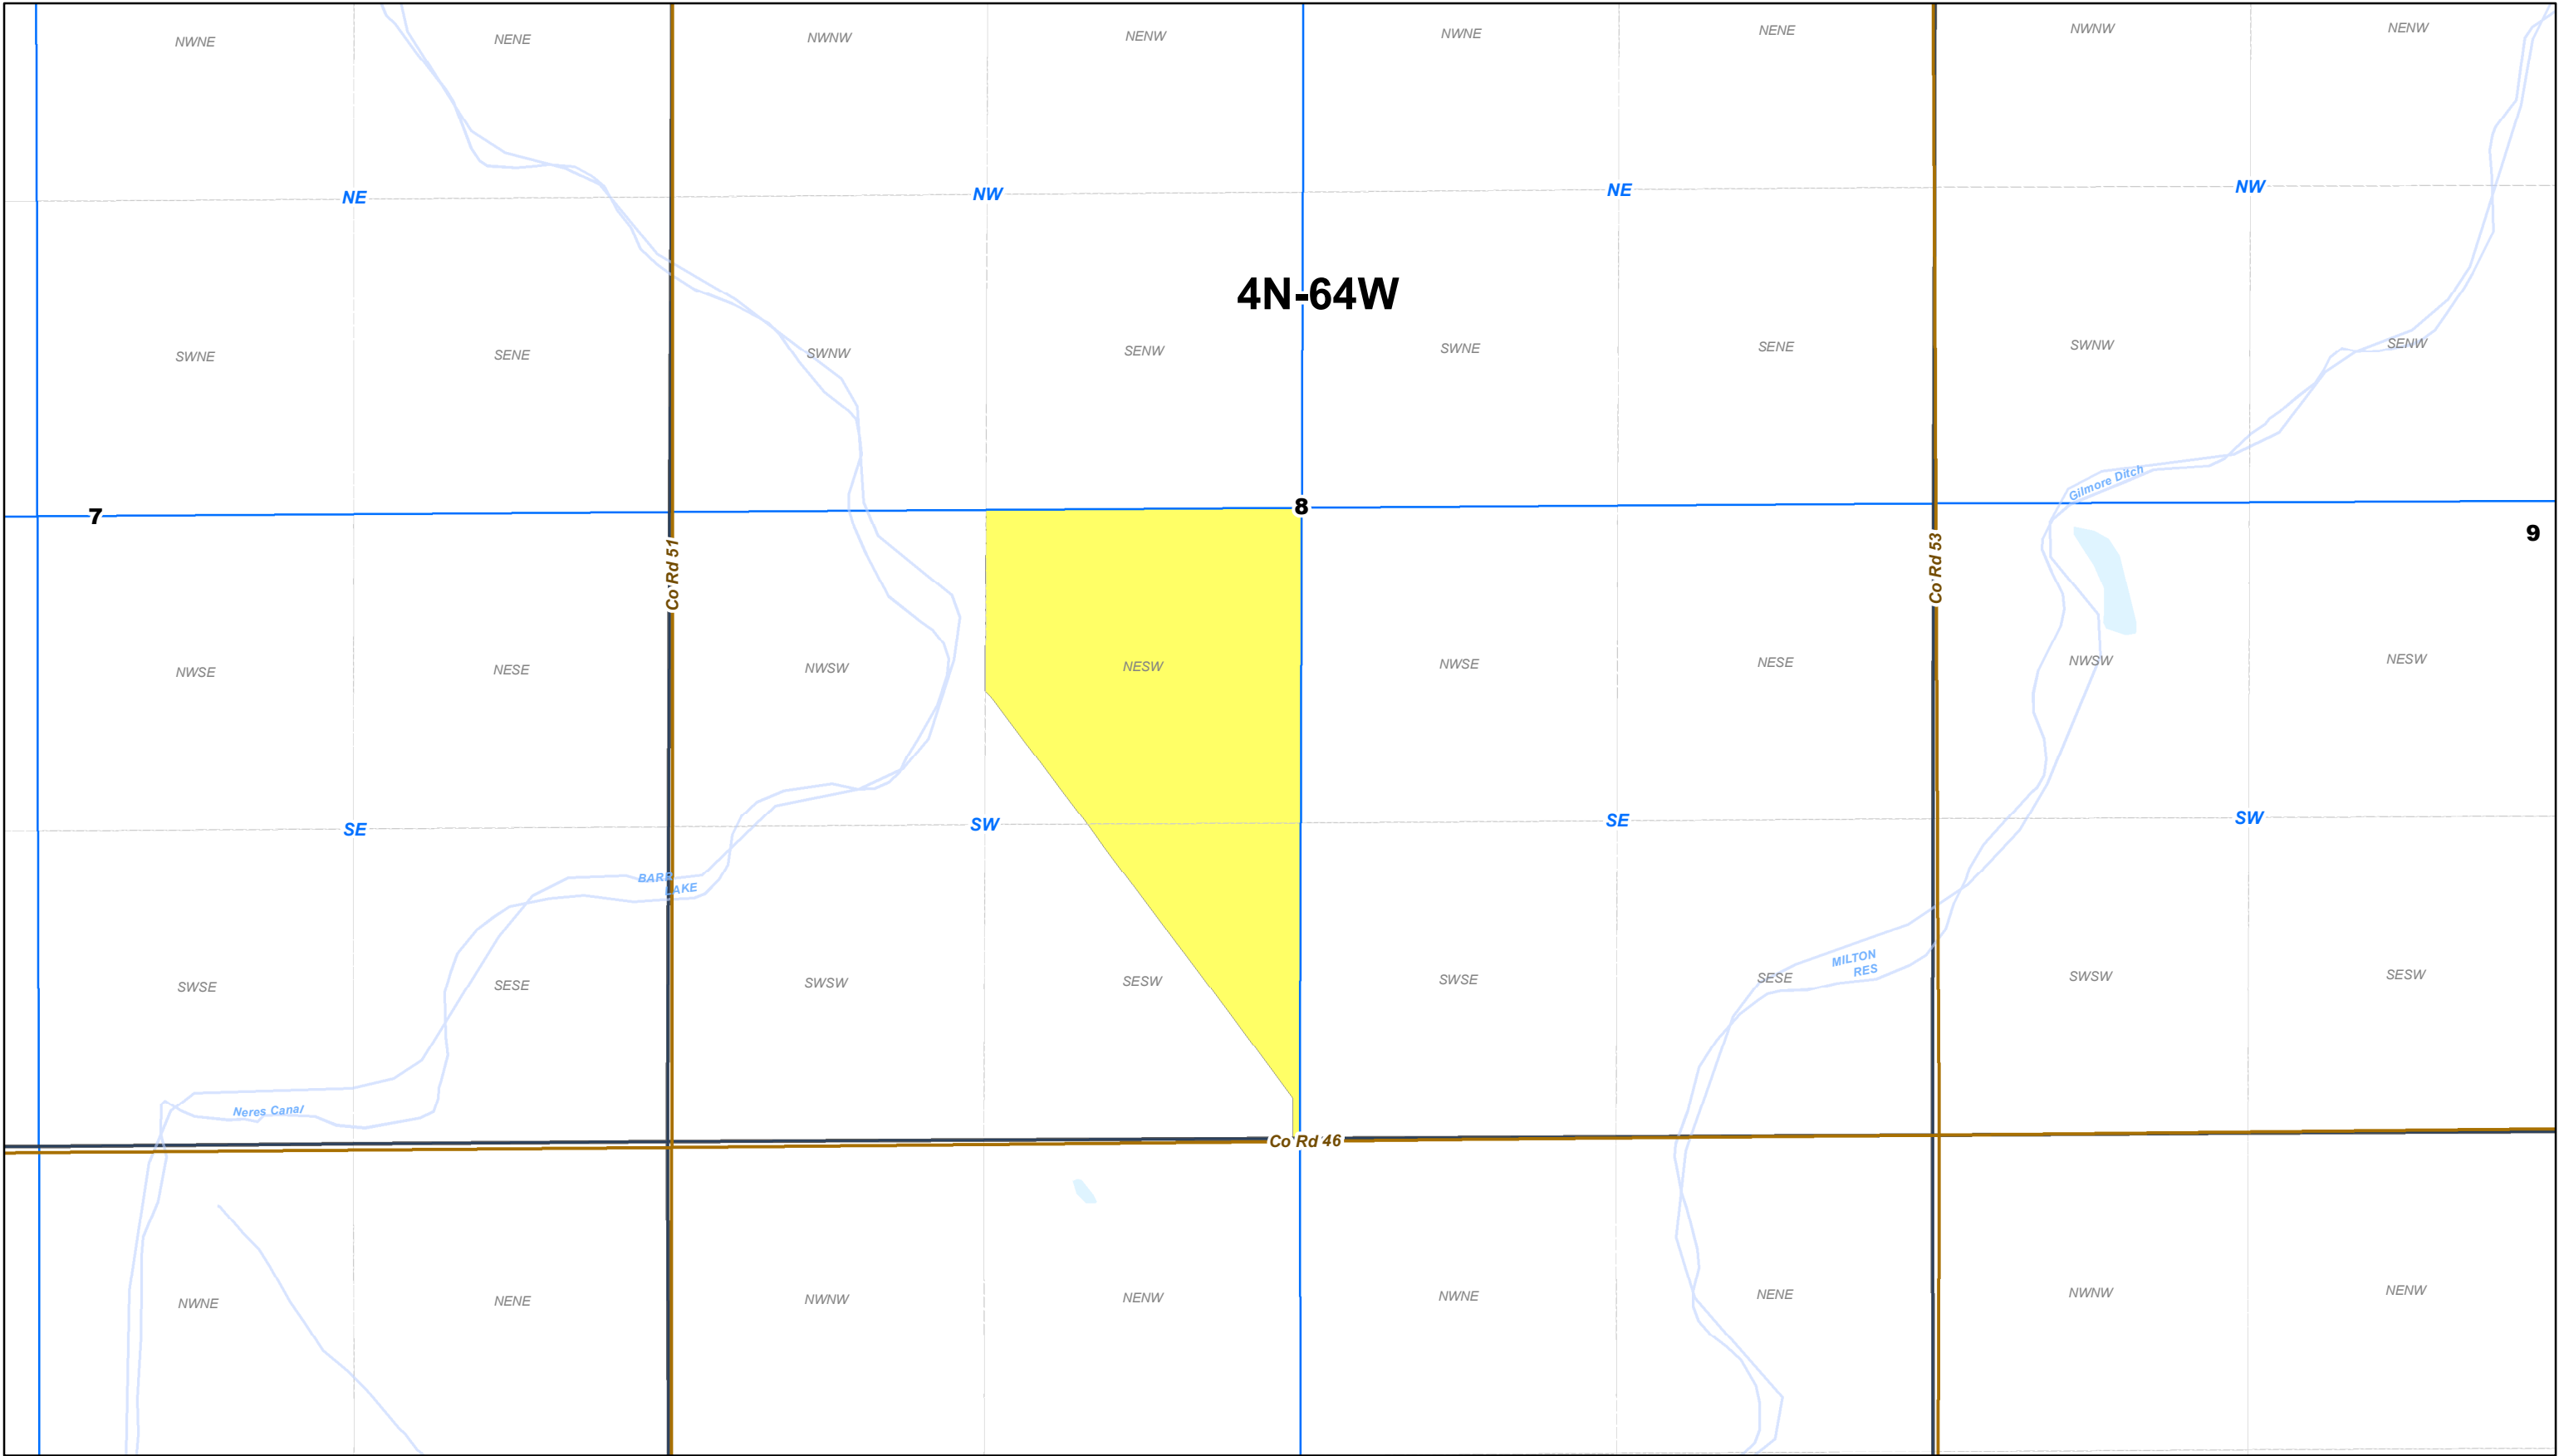 NWNE
NENE
NWNW
NENW
NWNE
NENE
NWNW
NENW
NE
NW
NE
NW
4N-64W
SWNE
SENE
SWNW
SENW
SWNE
SENE
SWNW
SENW
Gilmore Ditch
7
8
9
Co Rd 51
Co Rd 53
NWSE
NESE
NWSW
NESW
NWSE
NESE
NWSW
NESW
SE
SW
SE
SW
BARR
LAKE
MILTON
RES
SWSE
SESE
SWSW
SESW
SWSE
SESE
SWSW
SESW
Neres Canal
Co Rd 46
NWNE
NENE
NWNW
NENW
NWNE
NENE
NWNW
NENW